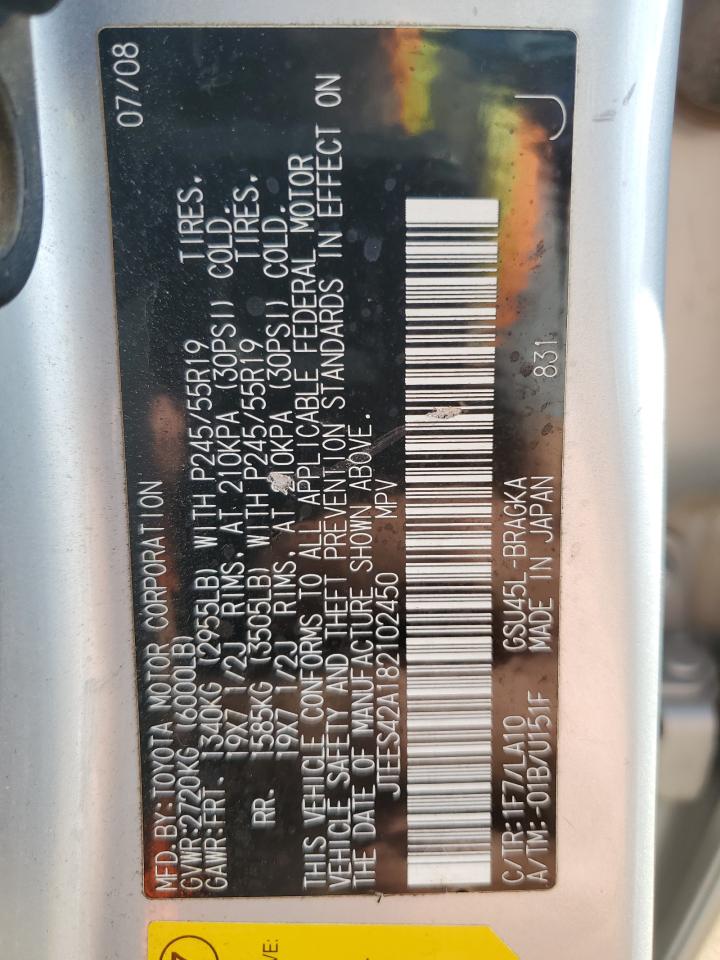 MFD.BY:TOYOTA MOTOR CORPORATION 07/08
GVWR:2720KG (6000LB)
GAWR:FRT. 1340KG (2955LB) WITH P245/55R19 TIRES,
19X7 1/2J RIMS, AT 210KPA (30PSI) COLD.
RR. 1585KG (3505LB) WITH P245/55R19 TIRES,
19X7 1/2J RIMS, AT 210KPA (30PSI) COLD.
THIS VEHICLE CONFORMS TO ALL APPLICABLE FEDERAL MOTOR
VEHICLE SAFETY AND THEFT PREVENTION STANDARDS IN EFFECT ON
THE DATE OF MANUFACTURE SHOWN ABOVE.
JTEES42A182102450 MPV
C/TR:1F7/LA10 GSU45L-BRAGKA
A/TM:-01B/U151F MADE IN JAPAN 831 J
7
VE: